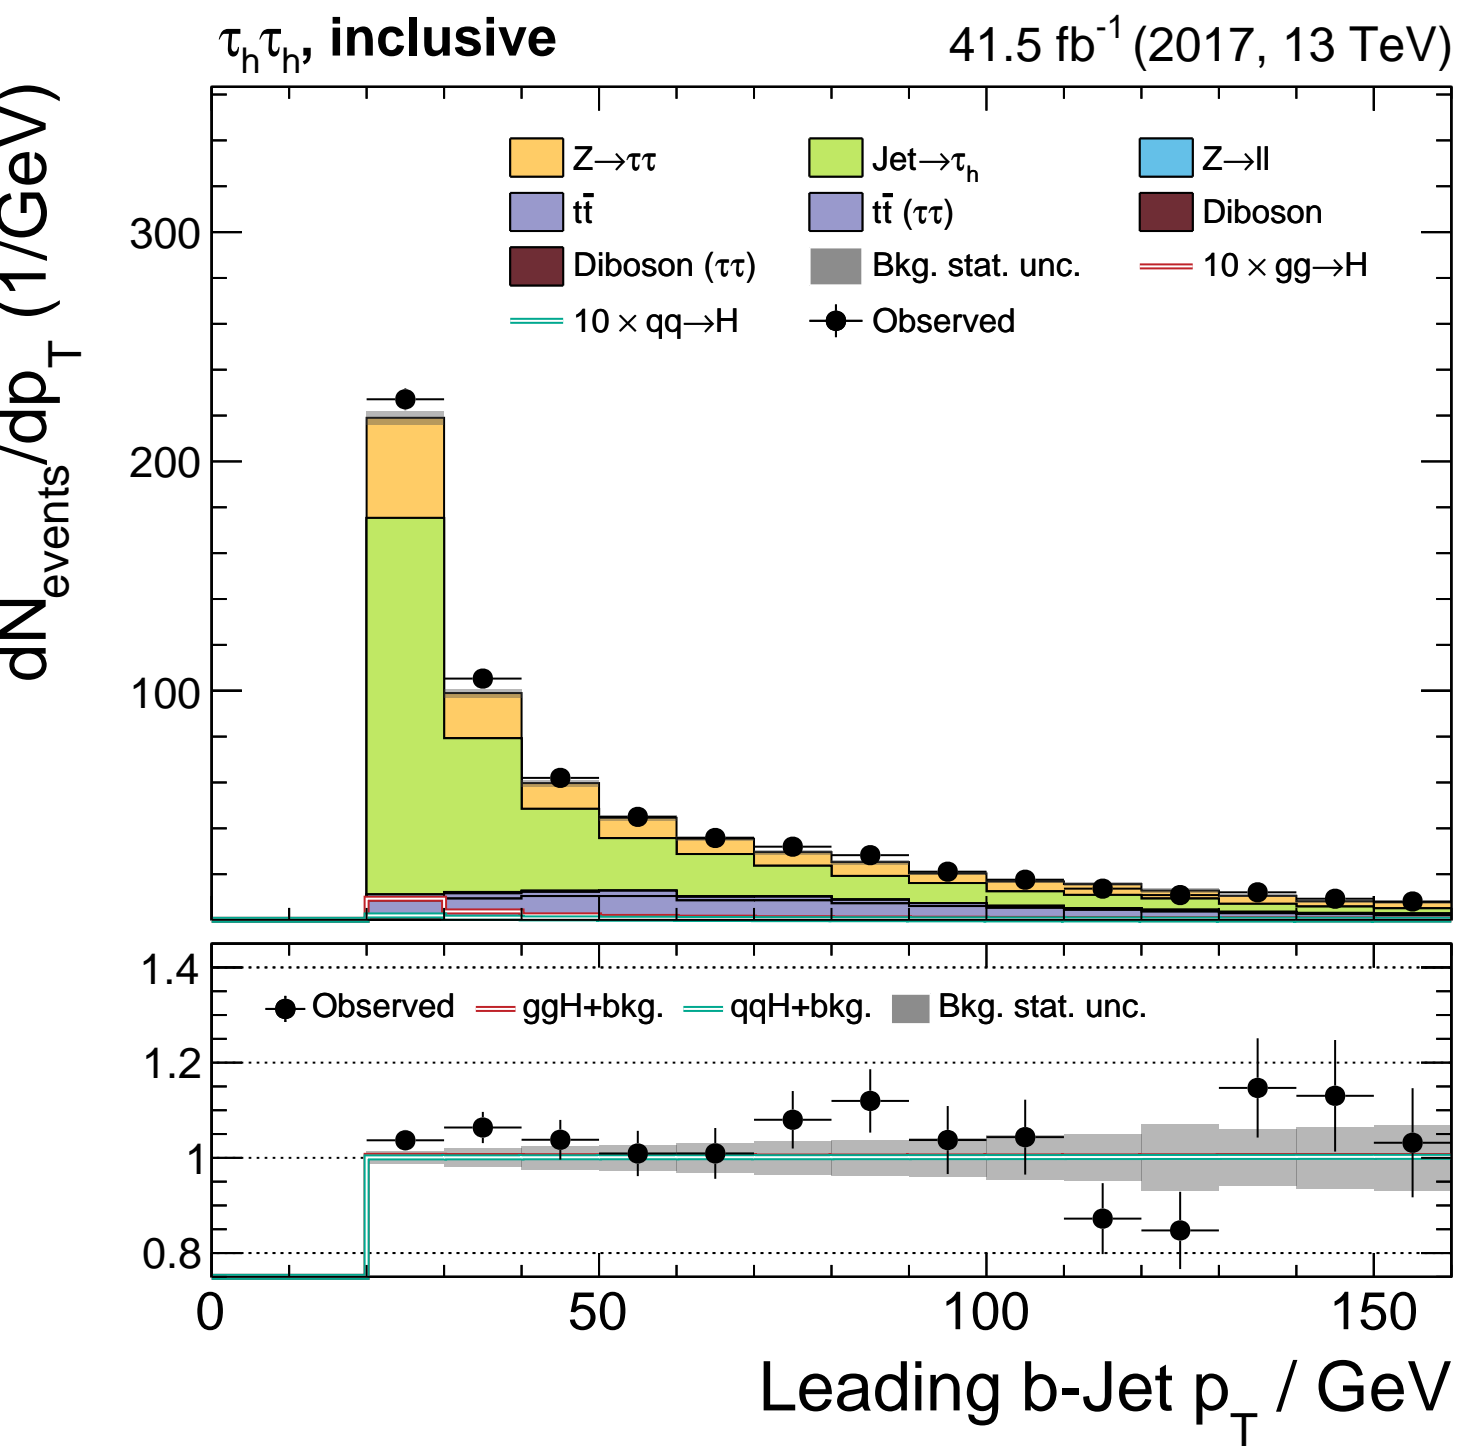 τhτh, inclusive 41.5 fb-1 (2017, 13 TeV)
dNevents/dpT (1/GeV)
Z→ττ Jet→τh Z→ll
tt̄ tt̄ (ττ) Diboson
Diboson (ττ) Bkg. stat. unc. 10 × gg→H
10 × qq→H Observed
300
200
100
1.4
Observed ggH+bkg. qqH+bkg. Bkg. stat. unc.
1.2
1
0.8
0 50 100 150
Leading b-Jet pT / GeV